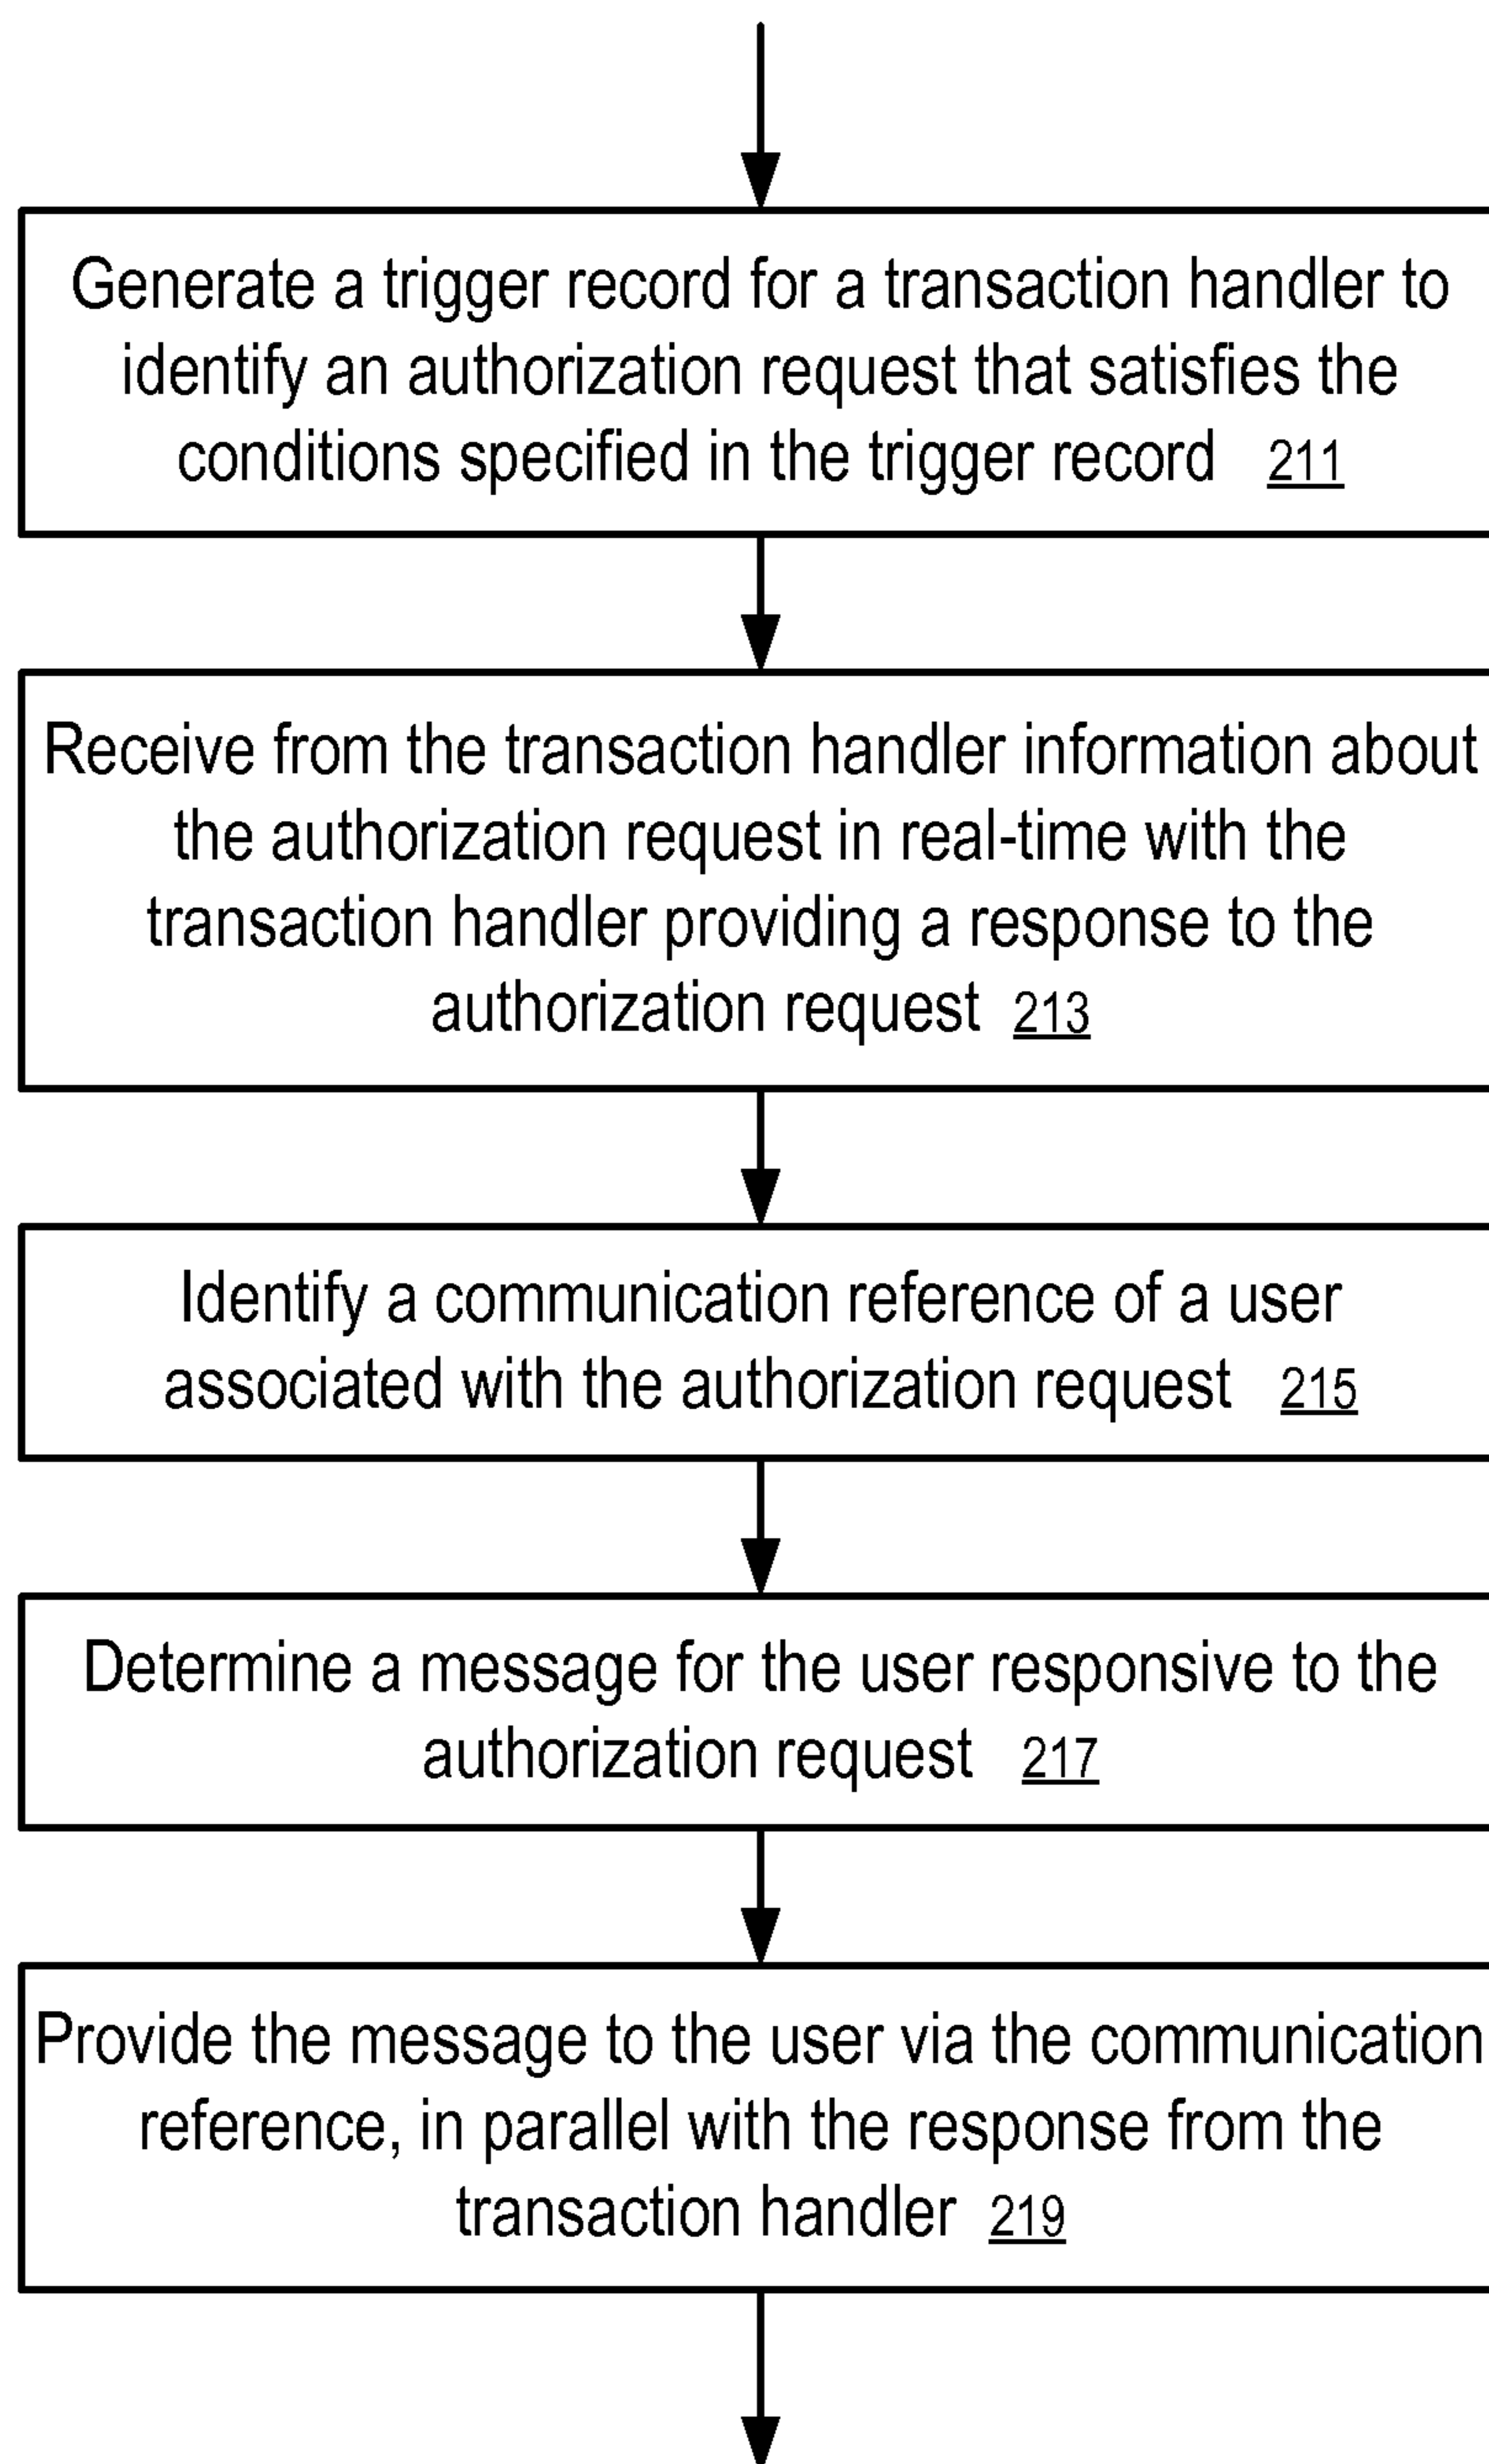 Generate a trigger record for a transaction handler to
identify an authorization request that satisfies the
conditions specified in the trigger record 211
Receive from the transaction handler information about
the authorization request in real-time with the
transaction handler providing a response to the
authorization request 213
Identify a communication reference of a user
associated with the authorization request 215
Determine a message for the user responsive to the
authorization request 217
Provide the message to the user via the communication
reference, in parallel with the response from the
transaction handler 219